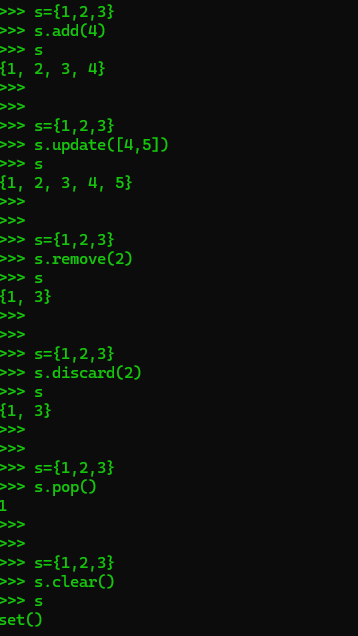 >>> s={1,2,3}
>>> s.add(4)
>>> s
{1, 2, 3, 4}
>>>
>>>
>>> s={1,2,3}
>>> s.update([4,5])
>>> s
{1, 2, 3, 4, 5}
>>>
>>>
>>> s={1,2,3}
>>> s.remove(2)
>>> s
{1, 3}
>>>
>>>
>>> s={1,2,3}
>>> s.discard(2)
>>> s
{1, 3}
>>>
>>>
>>> s={1,2,3}
>>> s.pop()
1
>>>
>>>
>>> s={1,2,3}
>>> s.clear()
>>> s
set()